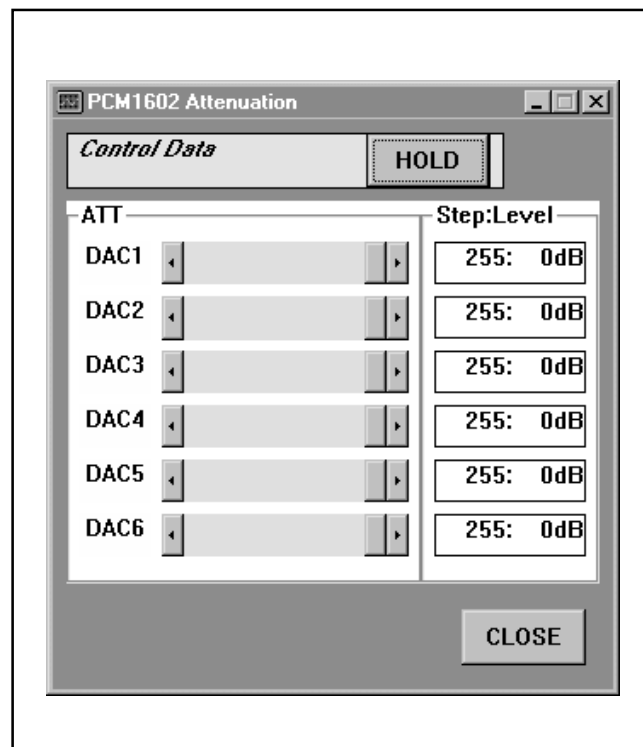 PCM1602 Attenuation
Control Data HOLD
ATT Step:Level
DAC1 255: 0dB
DAC2 255: 0dB
DAC3 255: 0dB
DAC4 255: 0dB
DAC5 255: 0dB
DAC6 255: 0dB
CLOSE